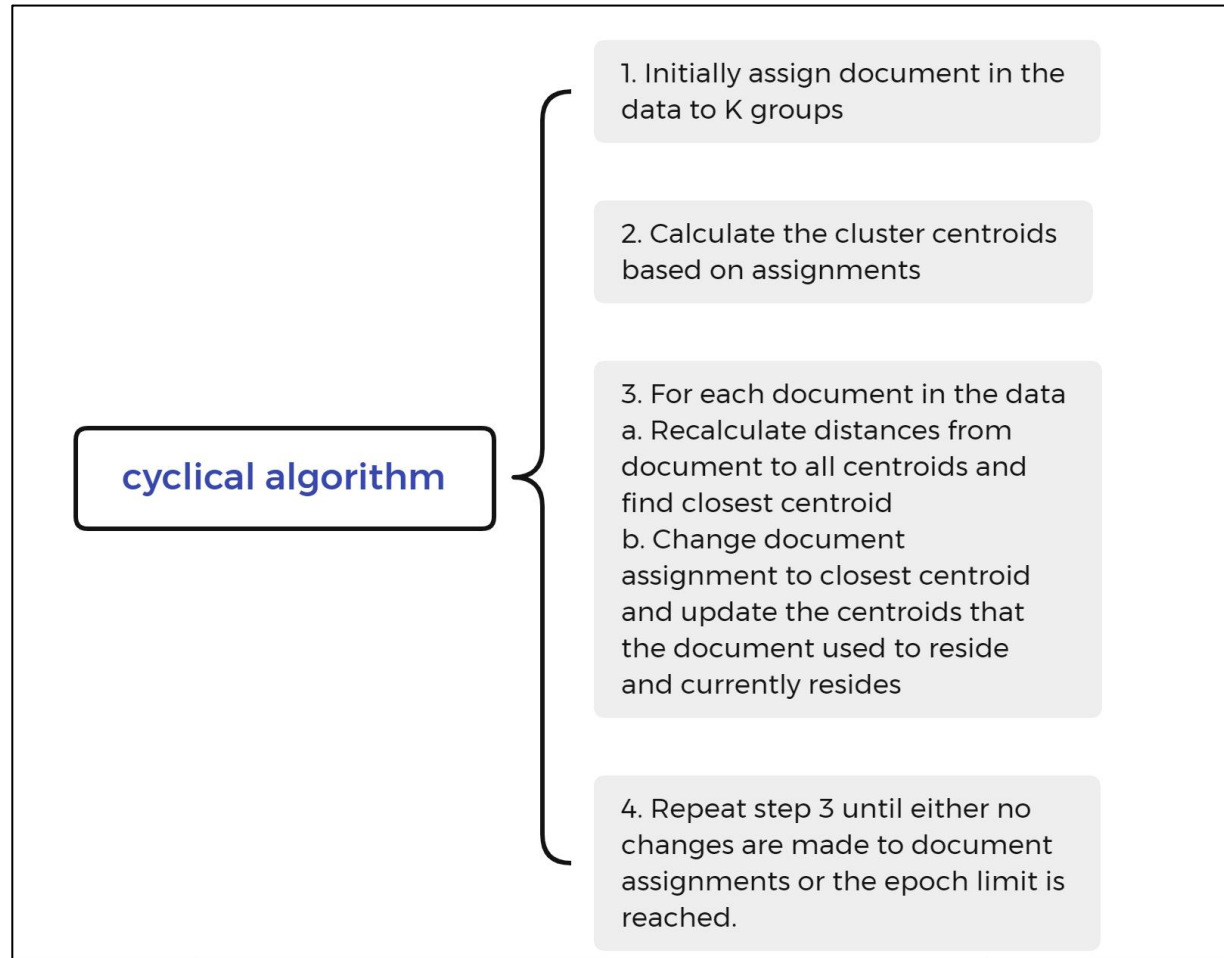 cyclical algorithm
1. Initially assign document in the
data to K groups
2. Calculate the cluster centroids
based on assignments
3. For each document in the data
a. Recalculate distances from
document to all centroids and
find closest centroid
b. Change document
assignment to closest centroid
and update the centroids that
the document used to reside
and currently resides
4. Repeat step 3 until either no
changes are made to document
assignments or the epoch limit is
reached.